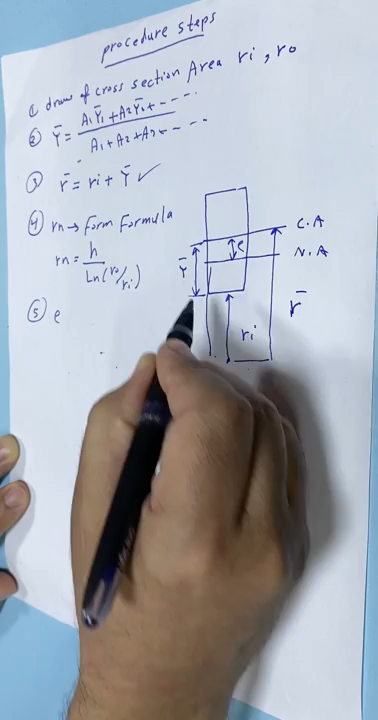 procedure steps
① draw of cross section Area ri, ro
② Ȳ = A₁Ȳ₁ + A₂Ȳ₂ + - - - -
A₁ + A₂ + A₃ + - - - -
③ r̄ = ri + Ȳ ✓
④ rn → Form Formula
rn = h
Ln(ro/ri)
⑤ e
C.A
e
N.A
Ȳ
r̄
ri